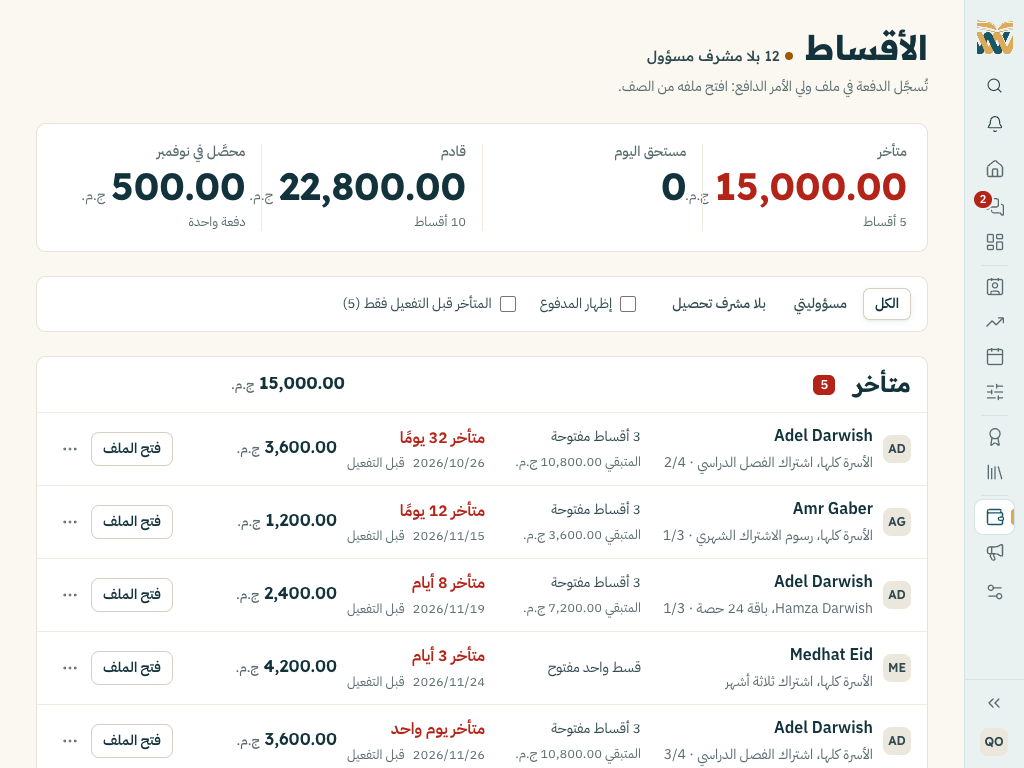 الأقساط
12 بلا مشرف مسؤول
تُسجَّل الدفعة في ملف ولي الأمر الدافع: افتح ملفه من الصف.
متأخر
15,000.00 ج.م.
5 أقساط
مستحق اليوم
0 ج.م.
قادم
22,800.00 ج.م.
10 أقساط
محصَّل في نوفمبر
500.00 ج.م.
دفعة واحدة
الكل
مسؤوليتي
بلا مشرف تحصيل
إظهار المدفوع
المتأخر قبل التفعيل فقط (5)
متأخر
5
15,000.00 ج.م.
AD
Adel Darwish
الأسرة كلها، اشتراك الفصل الدراسي · 2/4
3 أقساط مفتوحة
المتبقي 10,800.00 ج.م.
متأخر 32 يومًا
2026/10/26 قبل التفعيل
3,600.00 ج.م.
فتح الملف
AG
Amr Gaber
الأسرة كلها، رسوم الاشتراك الشهري · 1/3
3 أقساط مفتوحة
المتبقي 3,600.00 ج.م.
متأخر 12 يومًا
2026/11/15 قبل التفعيل
1,200.00 ج.م.
فتح الملف
AD
Adel Darwish
Hamza Darwish، باقة 24 حصة · 1/3
3 أقساط مفتوحة
المتبقي 7,200.00 ج.م.
متأخر 8 أيام
2026/11/19 قبل التفعيل
2,400.00 ج.م.
فتح الملف
ME
Medhat Eid
الأسرة كلها، اشتراك ثلاثة أشهر
قسط واحد مفتوح
متأخر 3 أيام
2026/11/24 قبل التفعيل
4,200.00 ج.م.
فتح الملف
AD
Adel Darwish
الأسرة كلها، اشتراك الفصل الدراسي · 3/4
3 أقساط مفتوحة
المتبقي 10,800.00 ج.م.
متأخر يوم واحد
2026/11/26 قبل التفعيل
3,600.00 ج.م.
فتح الملف
2
QO